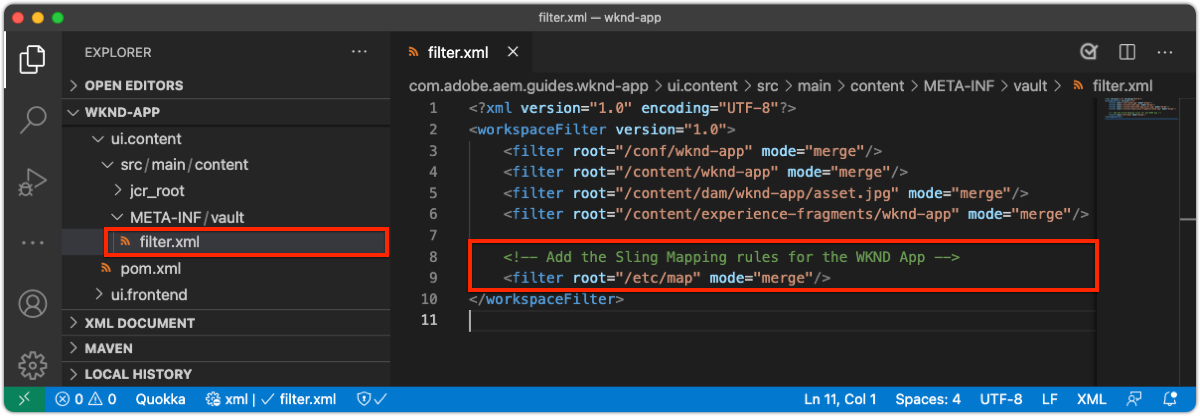 filter.xml — wknd-app
EXPLORER
OPEN EDITORS
WKND-APP
ui.content
src/main/content
jcr_root
META-INF/vault
filter.xml
pom.xml
ui.frontend
XML DOCUMENT
MAVEN
LOCAL HISTORY
filter.xml
com.adobe.aem.guides.wknd-app > ui.content > src > main > content > META-INF > vault > filter.xml
1 <?xml version="1.0" encoding="UTF-8"?>
2 <workspaceFilter version="1.0">
3 <filter root="/conf/wknd-app" mode="merge"/>
4 <filter root="/content/wknd-app" mode="merge"/>
5 <filter root="/content/dam/wknd-app/asset.jpg" mode="merge"/>
6 <filter root="/content/experience-fragments/wknd-app" mode="merge"/>
7
8 <!-- Add the Sling Mapping rules for the WKND App -->
9 <filter root="/etc/map" mode="merge"/>
10 </workspaceFilter>
11
0 0 Quokka xml | ✓ filter.xml Ln 11, Col 1 Spaces: 4 UTF-8 LF XML